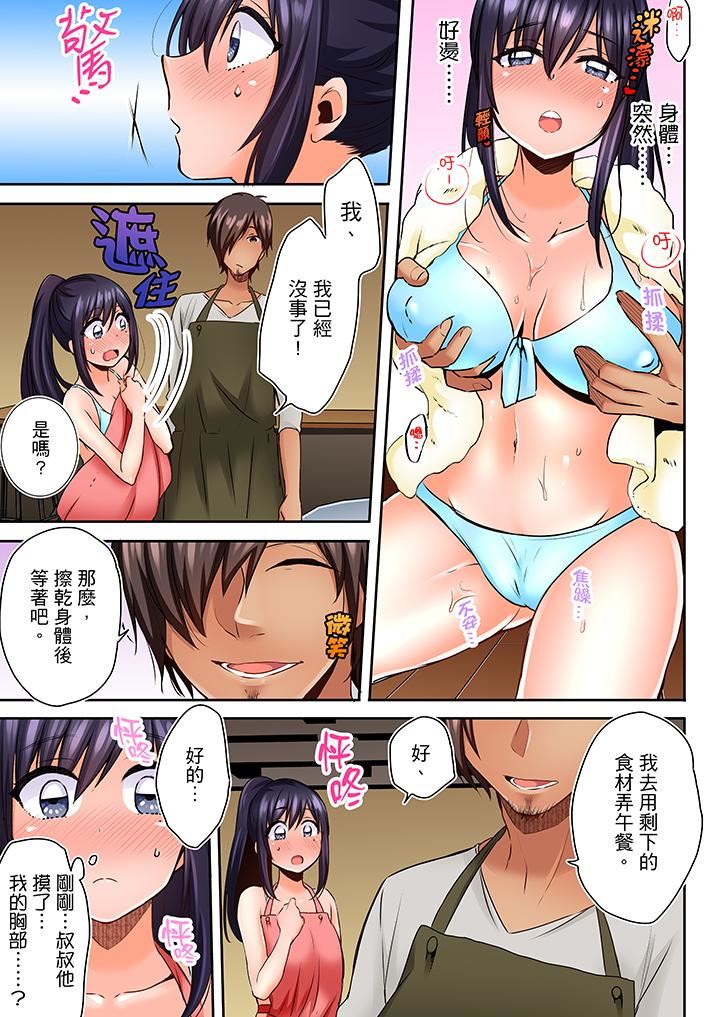 啊…
迷濛…
好燙……
身體…
突然……
輕顫
呀ー
呀
抓揉
抓揉
嗯…
焦躁…
不安…
驚
我、
我已經
沒事了！
遮住
是嗎？
那麼，
擦乾身體後
等著吧。
微笑
我去用剩下的
食材弄午餐。
好、
好的…
怦咚
怦咚
怦咚
剛剛…叔叔他
摸了…
我的胸部……？